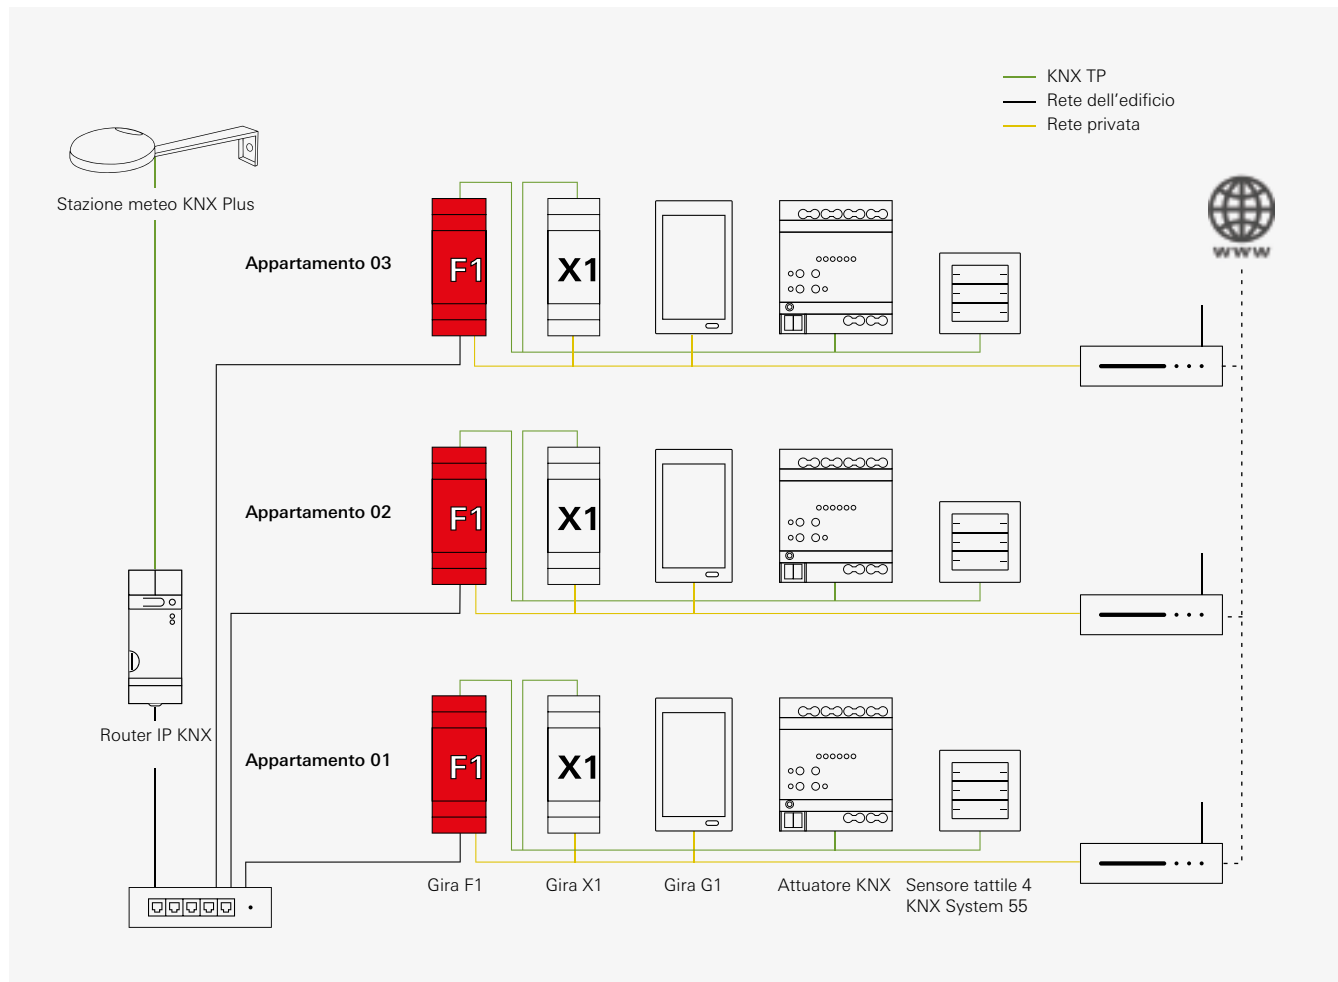 KNX TP
Rete dell'edificio
Rete privata
Stazione meteo KNX Plus
www
Appartamento 03
F1
X1
Appartamento 02
F1
X1
Router IP KNX
Appartamento 01
F1
X1
Gira F1
Gira X1
Gira G1
Attuatore KNX
Sensore tattile 4
KNX System 55